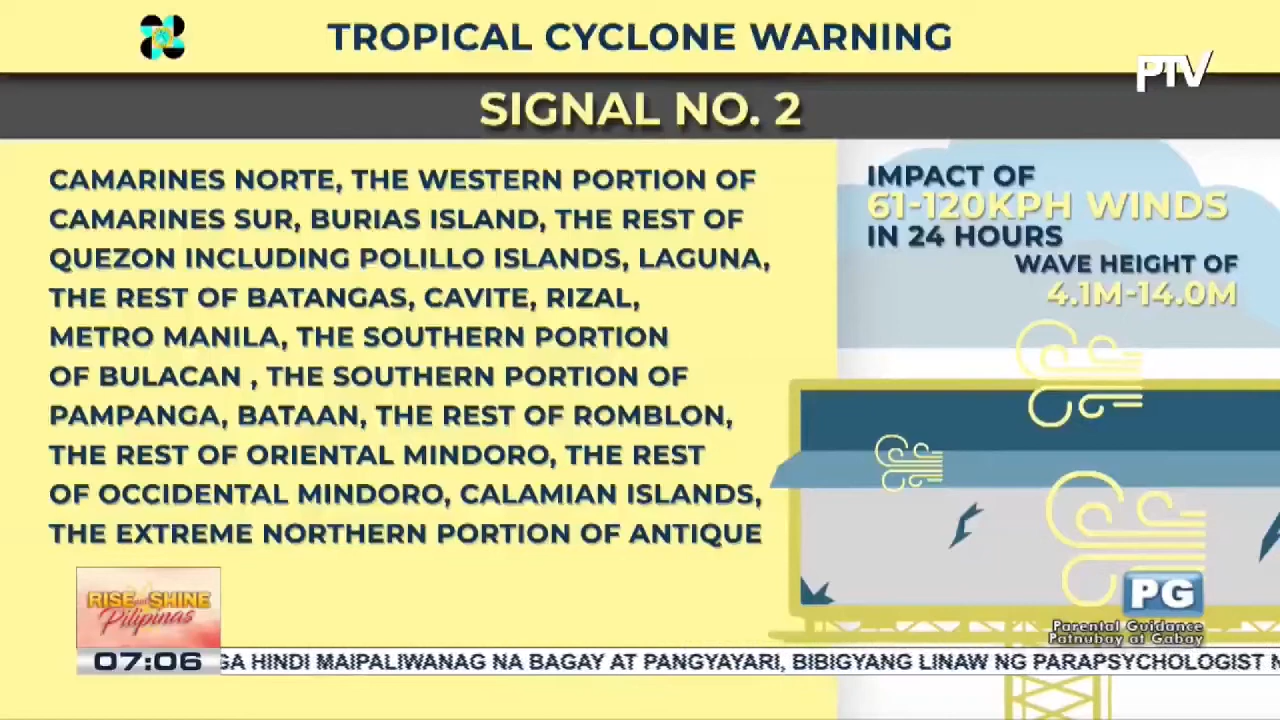 TROPICAL CYCLONE WARNING
PTV
SIGNAL NO. 2
CAMARINES NORTE, THE WESTERN PORTION OF
CAMARINES SUR, BURIAS ISLAND, THE REST OF
QUEZON INCLUDING POLILLO ISLANDS, LAGUNA,
THE REST OF BATANGAS, CAVITE, RIZAL,
METRO MANILA, THE SOUTHERN PORTION
OF BULACAN , THE SOUTHERN PORTION OF
PAMPANGA, BATAAN, THE REST OF ROMBLON,
THE REST OF ORIENTAL MINDORO, THE REST
OF OCCIDENTAL MINDORO, CALAMIAN ISLANDS,
THE EXTREME NORTHERN PORTION OF ANTIQUE
IMPACT OF
61-120KPH WINDS
IN 24 HOURS
WAVE HEIGHT OF
4.1M-14.0M
RISE and SHINE
Pilipinas
PG
Parental Guidance
Patnubay at Gabay
07:06
GA HINDI MAIPALIWANAG NA BAGAY AT PANGYAYARI, BIBIGYANG LINAW NG PARAPSYCHOLOGIST N